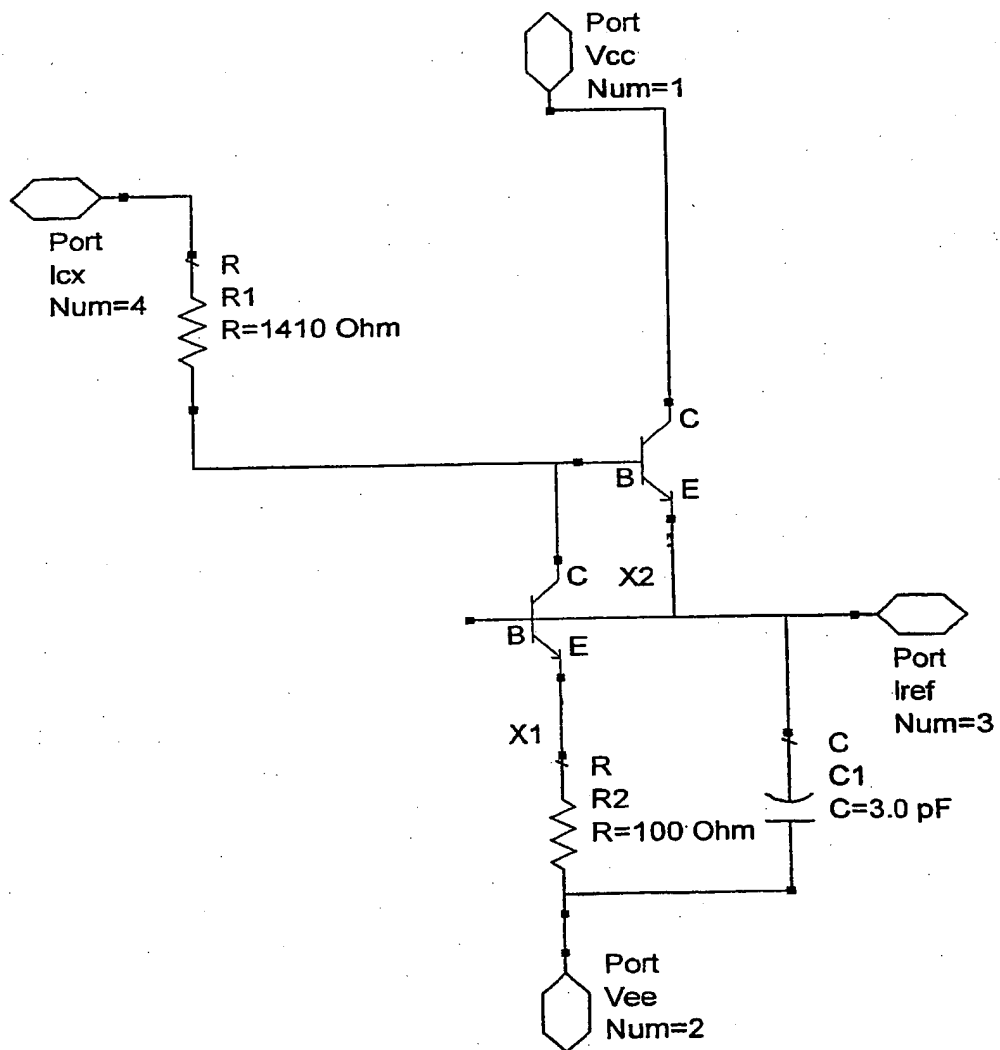 Port
Vcc
Num=1
Port
Icx
Num=4
R
R1
R=1410 Ohm
C
B
E
X2
C
B
E
X1
Port
Iref
Num=3
R
R2
R=100 Ohm
C
C1
C=3.0 pF
Port
Vee
Num=2